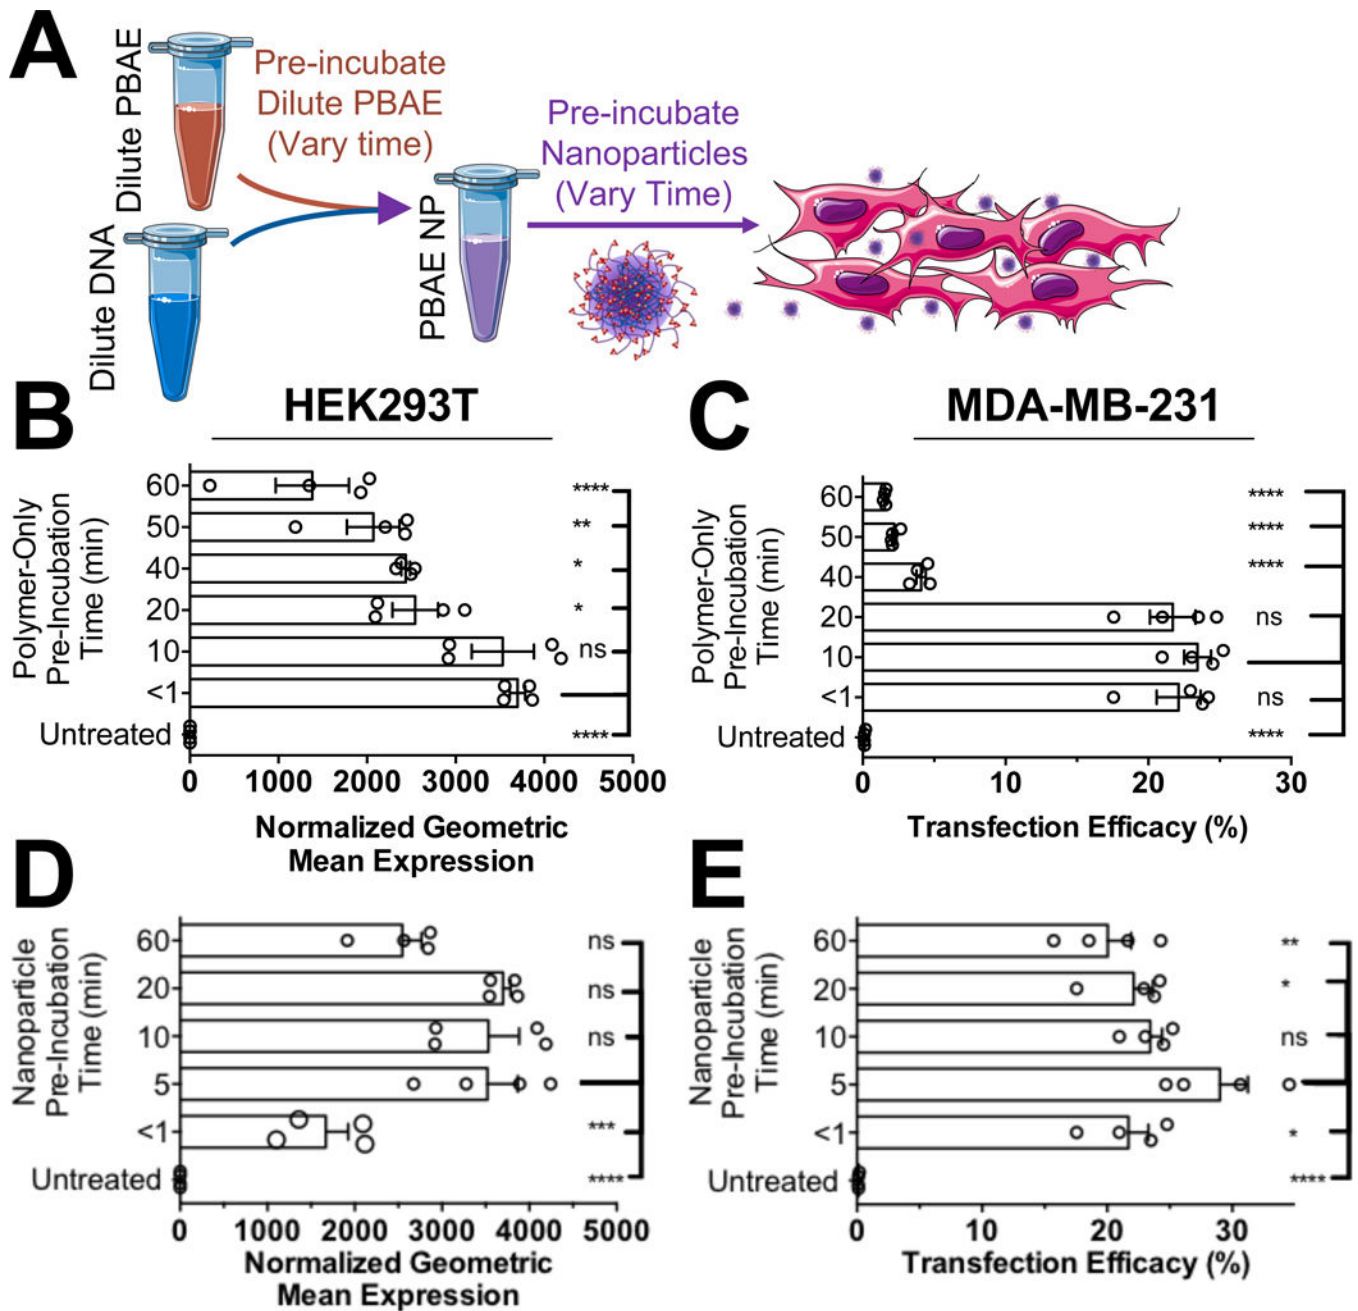 A
Dilute PBAE
Dilute DNA
Pre-incubate
Dilute PBAE
(Vary time)
PBAE NP
Pre-incubate
Nanoparticles
(Vary Time)
B
HEK293T
Polymer-Only
Pre-Incubation
Time (min)
60
****
50
**
40
*
20
*
10
ns
<1
Untreated
****
0 1000 2000 3000 4000 5000
Normalized Geometric
Mean Expression
C
MDA-MB-231
Polymer-Only
Pre-Incubation
Time (min)
60
****
50
****
40
****
20
ns
10
<1
ns
Untreated
****
0 10 20 30
Transfection Efficacy (%)
D
Nanoparticle
Pre-Incubation
Time (min)
60
ns
20
ns
10
ns
5
<1
***
Untreated
****
0 1000 2000 3000 4000 5000
Normalized Geometric
Mean Expression
E
Nanoparticle
Pre-Incubation
Time (min)
60
**
20
*
10
ns
5
<1
*
Untreated
****
0 10 20 30
Transfection Efficacy (%)